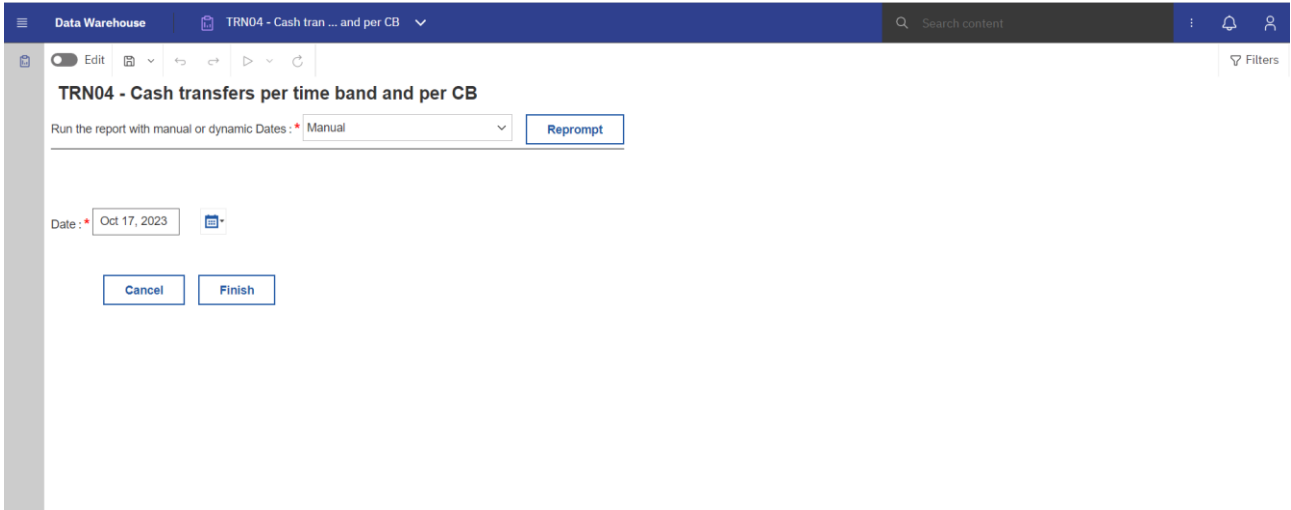 Data Warehouse
TRN04 - Cash tran ... and per CB
Search content
Edit
Filters
TRN04 - Cash transfers per time band and per CB
Run the report with manual or dynamic Dates : * Manual
Reprompt
Date : * Oct 17, 2023
Cancel
Finish